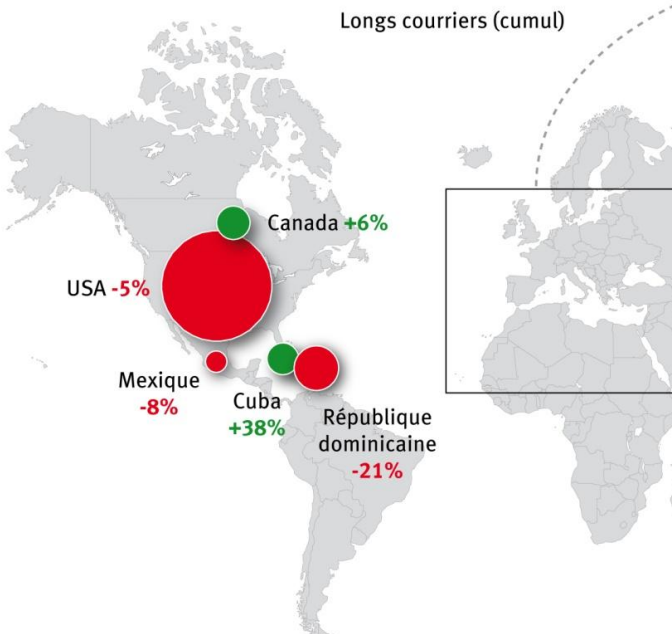 Longs courriers (cumul)
Canada +6%
USA -5%
Mexique
-8%
Cuba
+38%
République
dominicaine
-21%